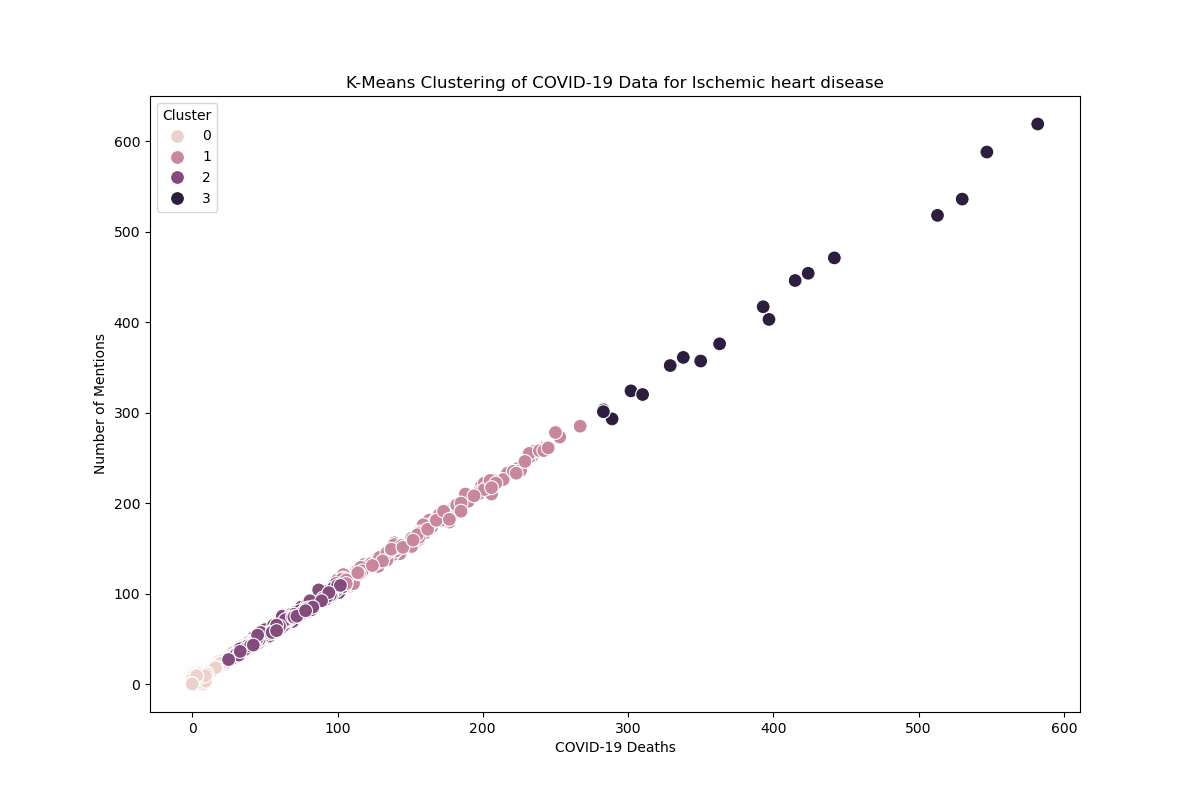 K-Means Clustering of COVID-19 Data for Ischemic heart disease
Cluster
0
1
2
3
Number of Mentions
600
500
400
300
200
100
0
0 100 200 300 400 500 600
COVID-19 Deaths